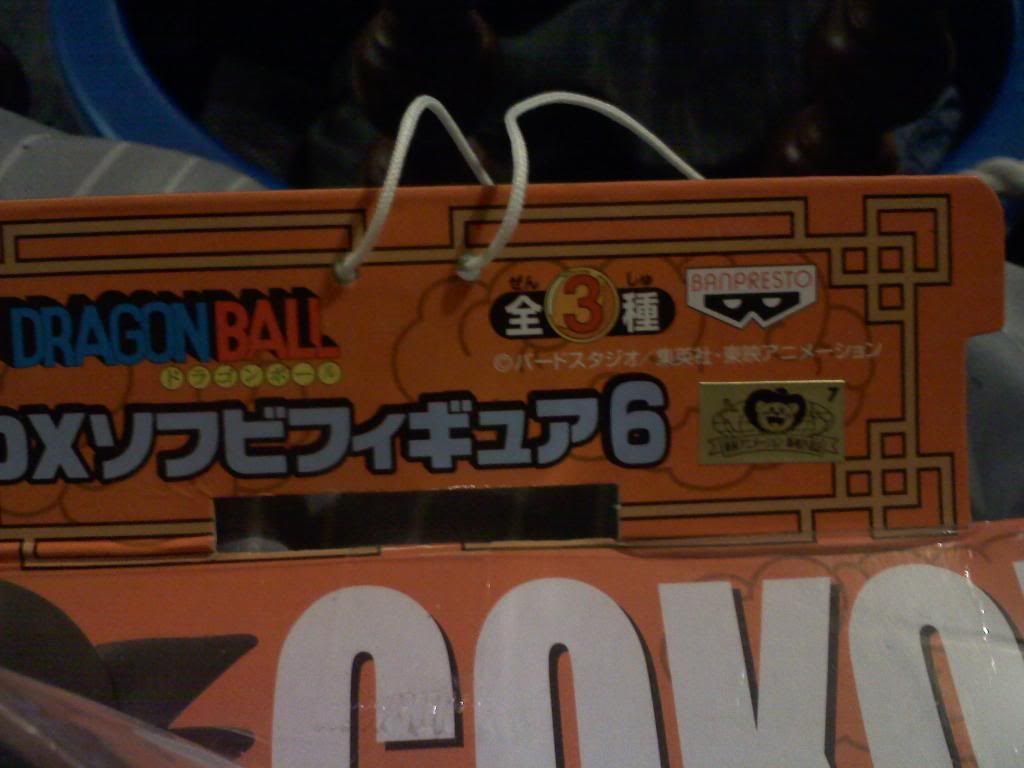 DRAGON BALL
ドラゴンボール
ぜん しゅ
全3種
BANPRESTO
©バードスタジオ／集英社・東映アニメーション
DXソフビフィギュア6
7
GOKO